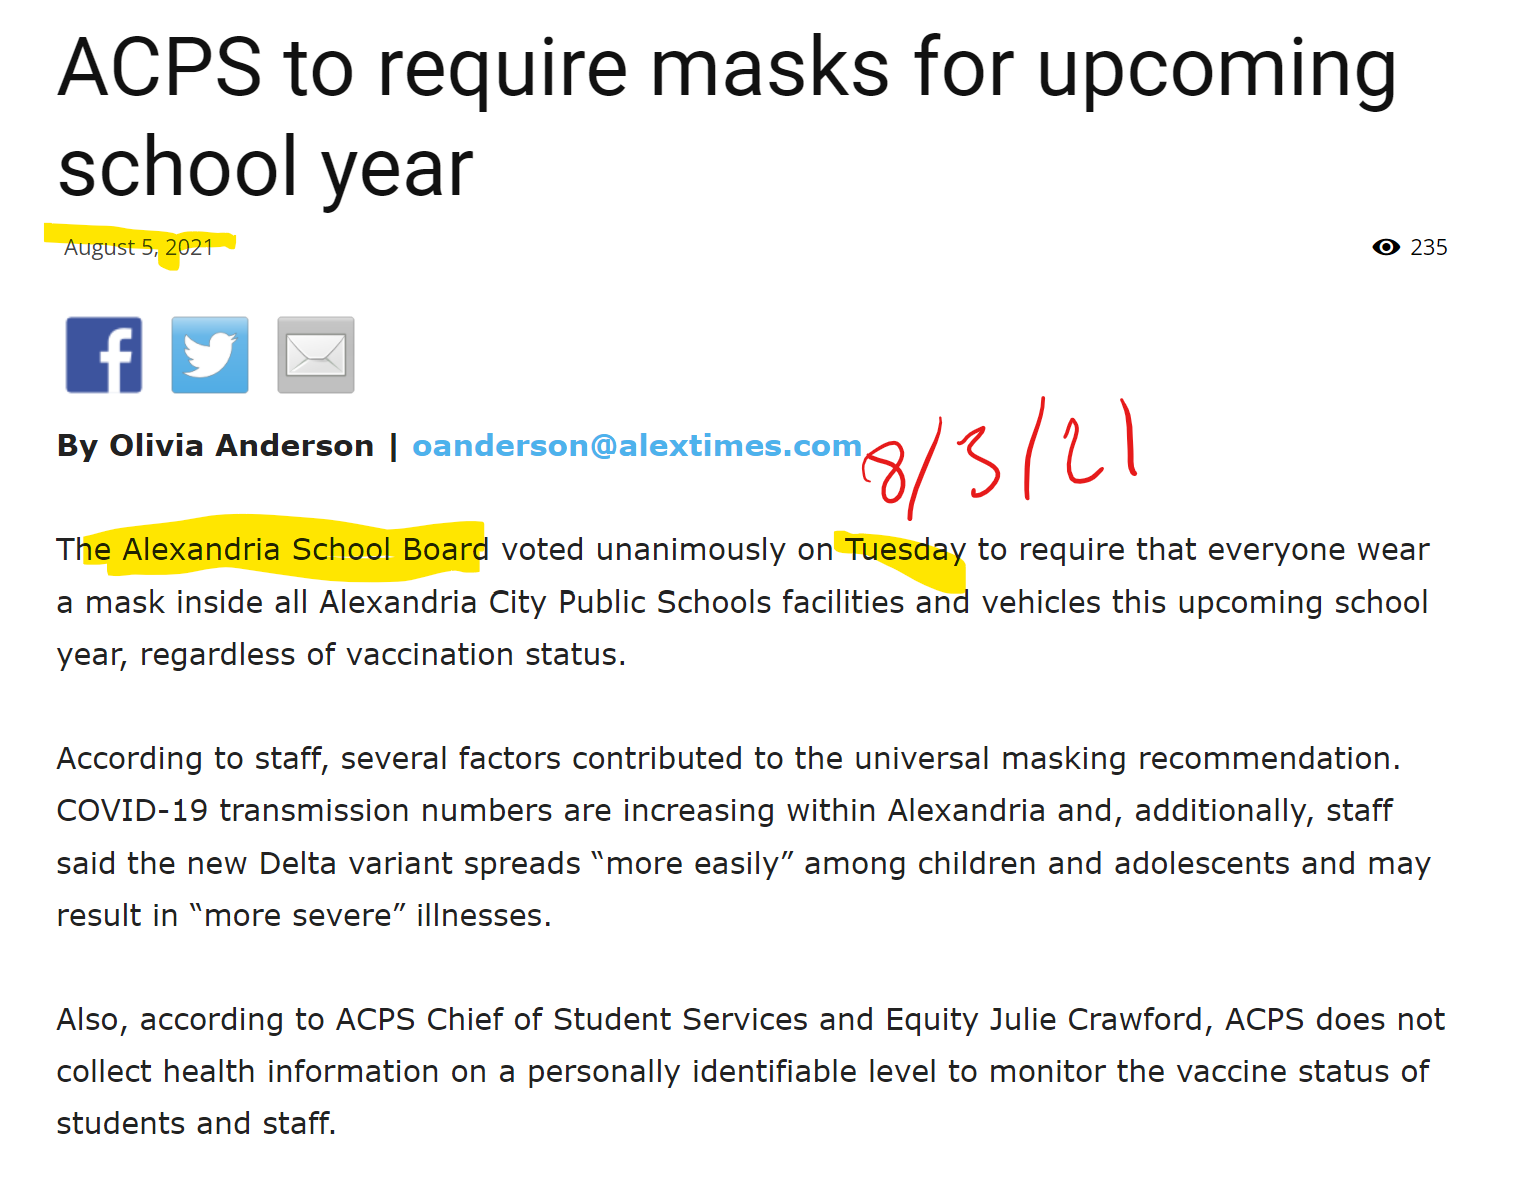 ACPS to require masks for upcoming
school year
August 5, 2021
235
f
By Olivia Anderson | oanderson@alextimes.com
8/3/21
The Alexandria School Board voted unanimously on Tuesday to require that everyone wear
a mask inside all Alexandria City Public Schools facilities and vehicles this upcoming school
year, regardless of vaccination status.
According to staff, several factors contributed to the universal masking recommendation.
COVID-19 transmission numbers are increasing within Alexandria and, additionally, staff
said the new Delta variant spreads “more easily” among children and adolescents and may
result in “more severe” illnesses.
Also, according to ACPS Chief of Student Services and Equity Julie Crawford, ACPS does not
collect health information on a personally identifiable level to monitor the vaccine status of
students and staff.